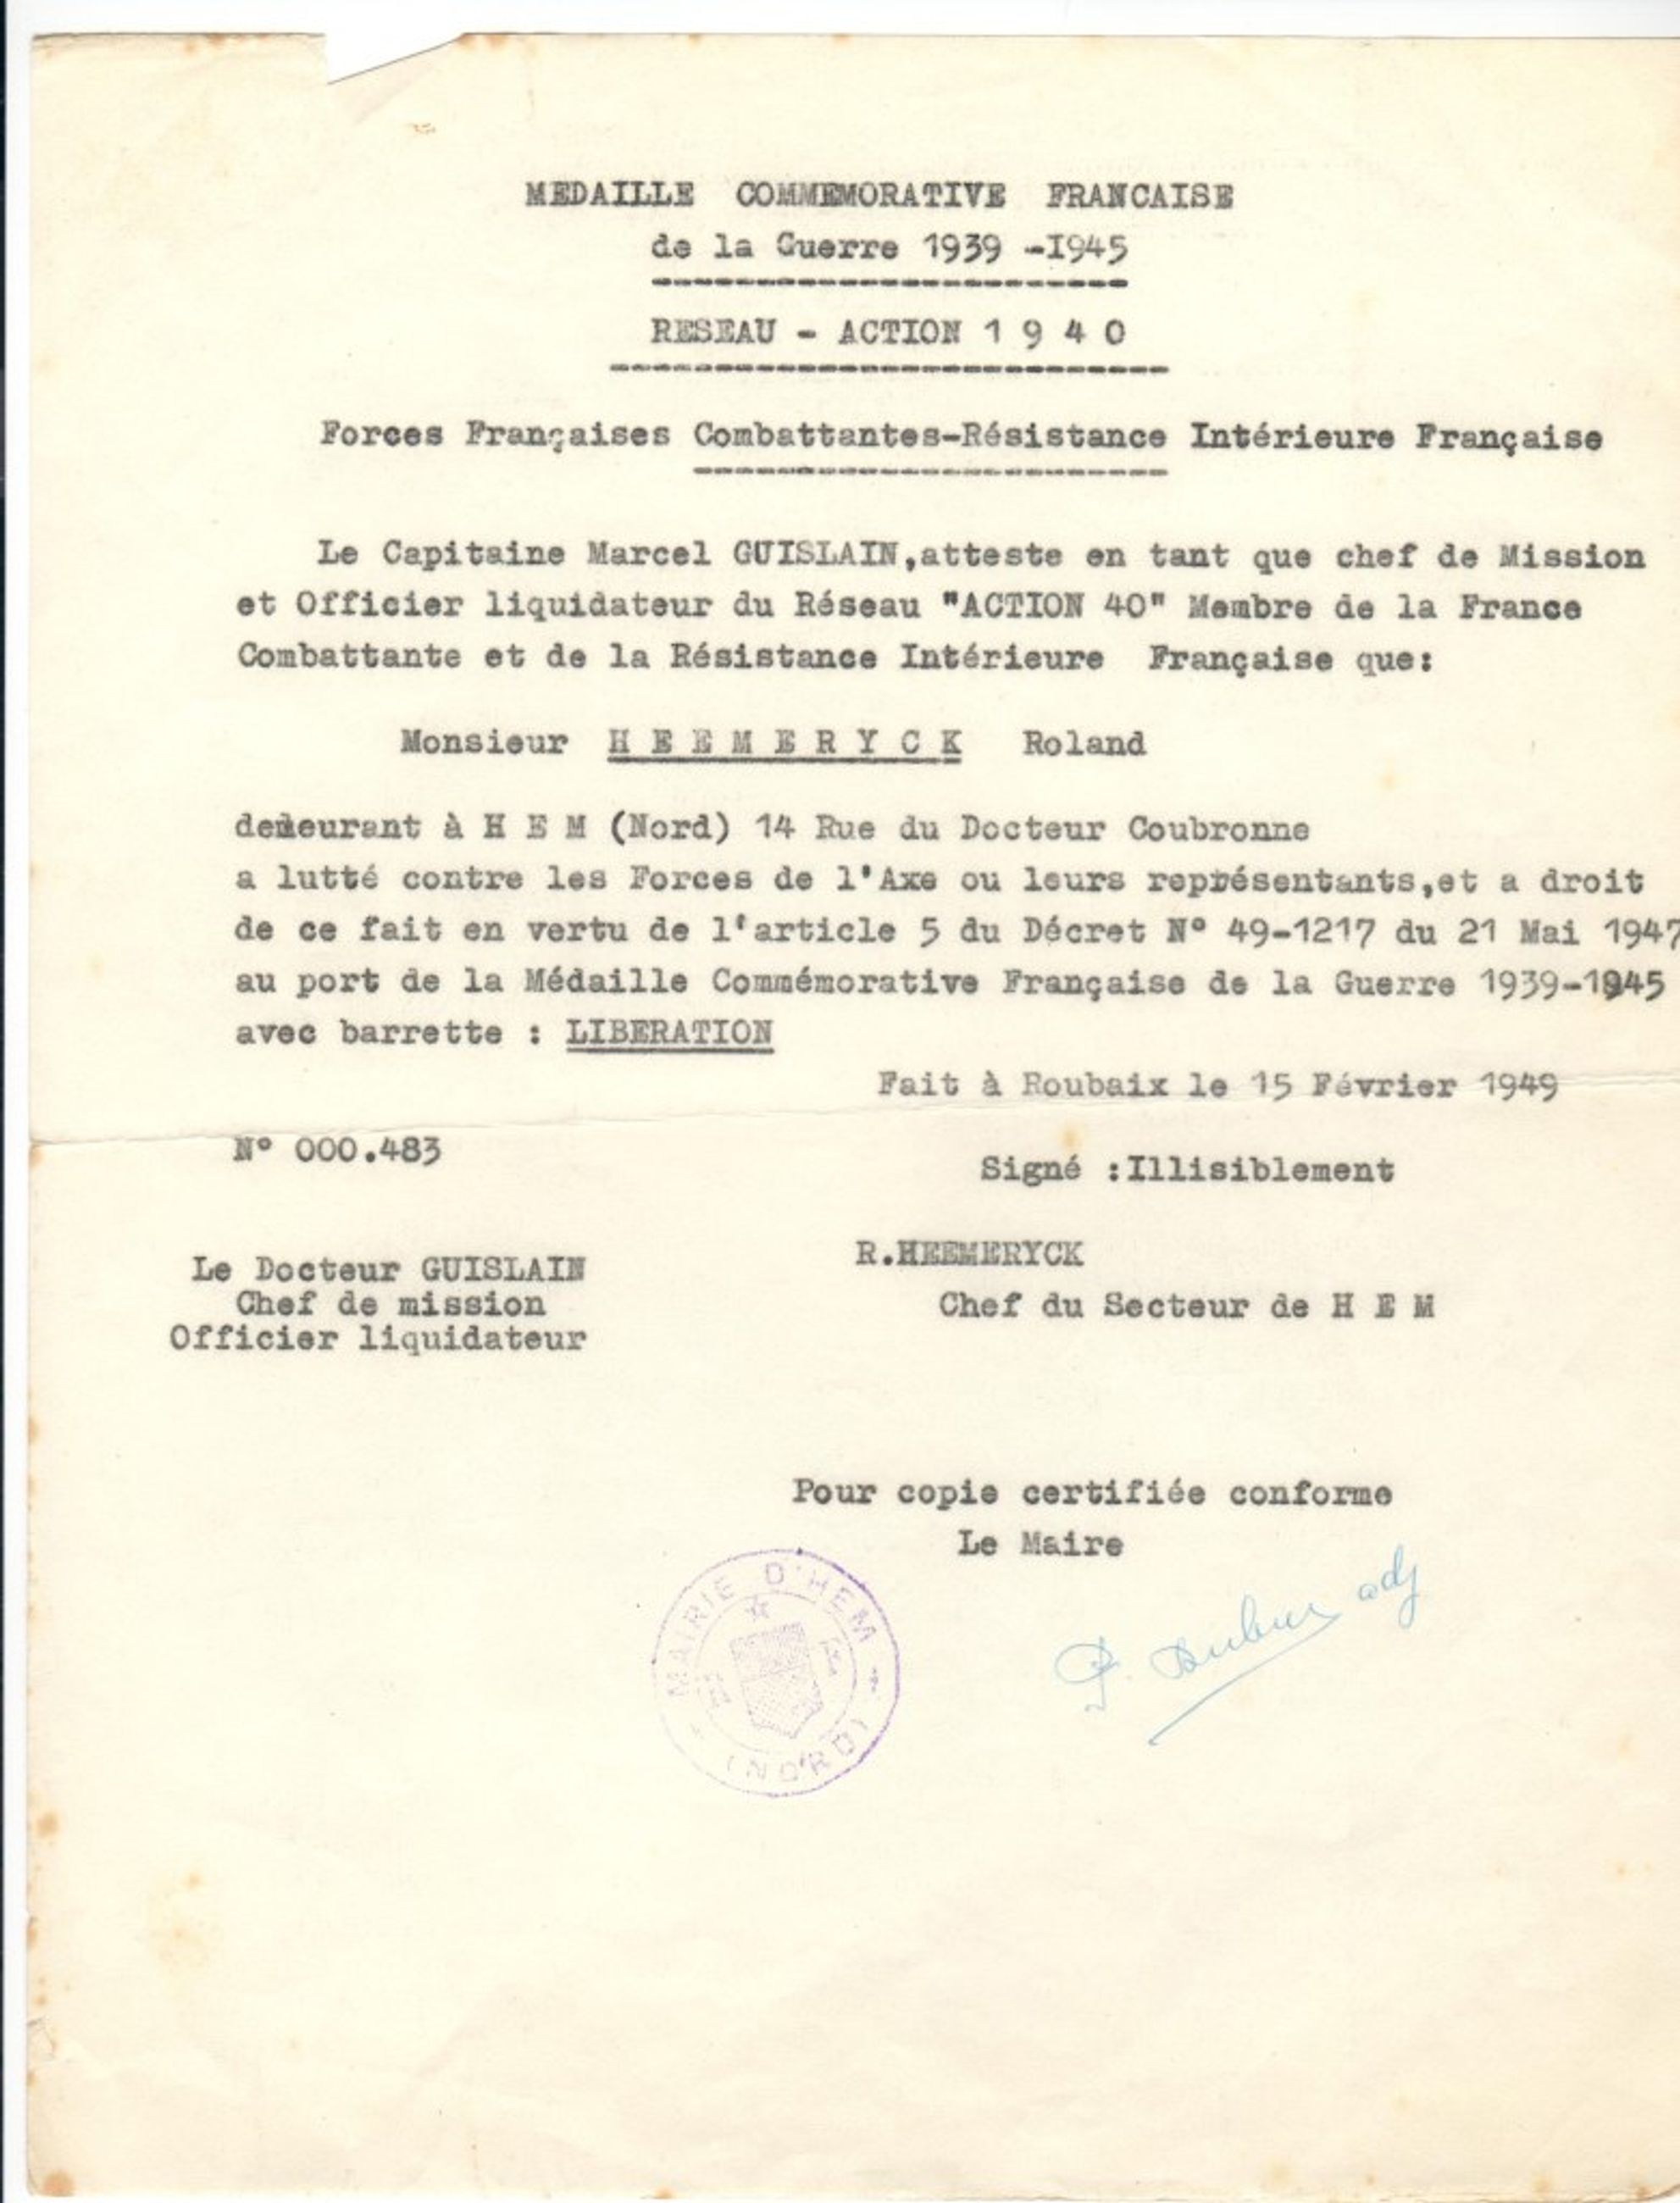 MEDAILLE COMMEMORATIVE FRANCAISE
de la Guerre 1939 -I945
RESEAU - ACTION 1 9 4 0
Forces Françaises Combattantes-Résistance Intérieure Française
Le Capitaine Marcel GUISLAIN,atteste en tant que chef de Mission
et Officier liquidateur du Réseau "ACTION 40" Membre de la France
Combattante et de la Résistance Intérieure Française que:
Monsieur H E E M E R Y C K Roland
demeurant à H E M (Nord) 14 Rue du Docteur Coubronne
a lutté contre les Forces de l'Axe ou leurs représentants,et a droit
de ce fait en vertu de l'article 5 du Décret N° 49-1217 du 21 Mai 1947
au port de la Médaille Commémorative Française de la Guerre 1939-1945
avec barrette : LIBERATION
Fait à Roubaix le 15 Février 1949
N° 000.483
Signé :Illisiblement
R.HEEMERYCK
Chef du Secteur de H E M
Le Docteur GUISLAIN
Chef de mission
Officier liquidateur
Pour copie certifiée conforme
Le Maire
adj
MAIRIE D'HEM
(NORD)